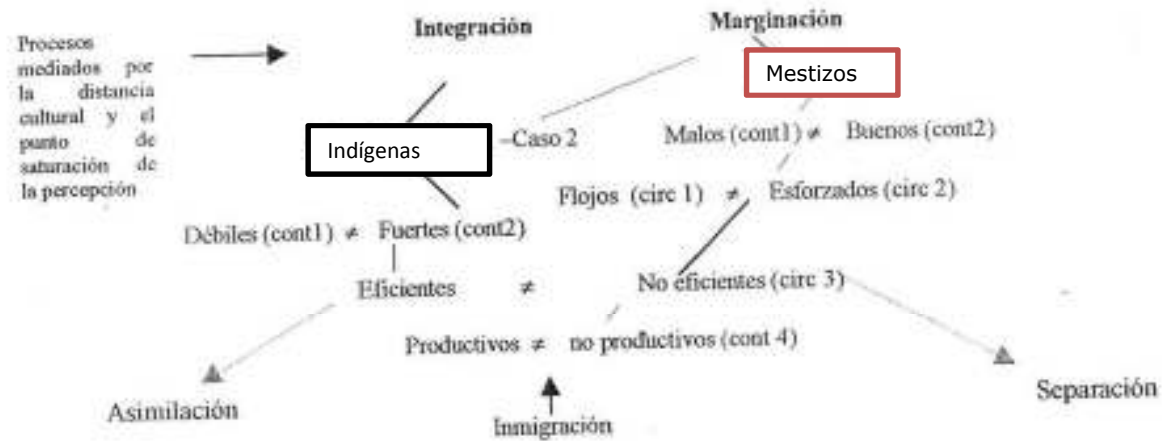 Integración
Marginación
Procesos
mediados por
la distancia
cultural y el
punto de
saturación de
la percepción
Mestizos
Indígenas
–Caso 2
Malos (cont1) ≠ Buenos (cont2)
Flojos (circ 1) ≠ Esforzados (circ 2)
Débiles (cont1) ≠ Fuertes (cont2)
Eficientes ≠ No eficientes (circ 3)
Productivos ≠ no productivos (cont 4)
Asimilación
Inmigración
Separación